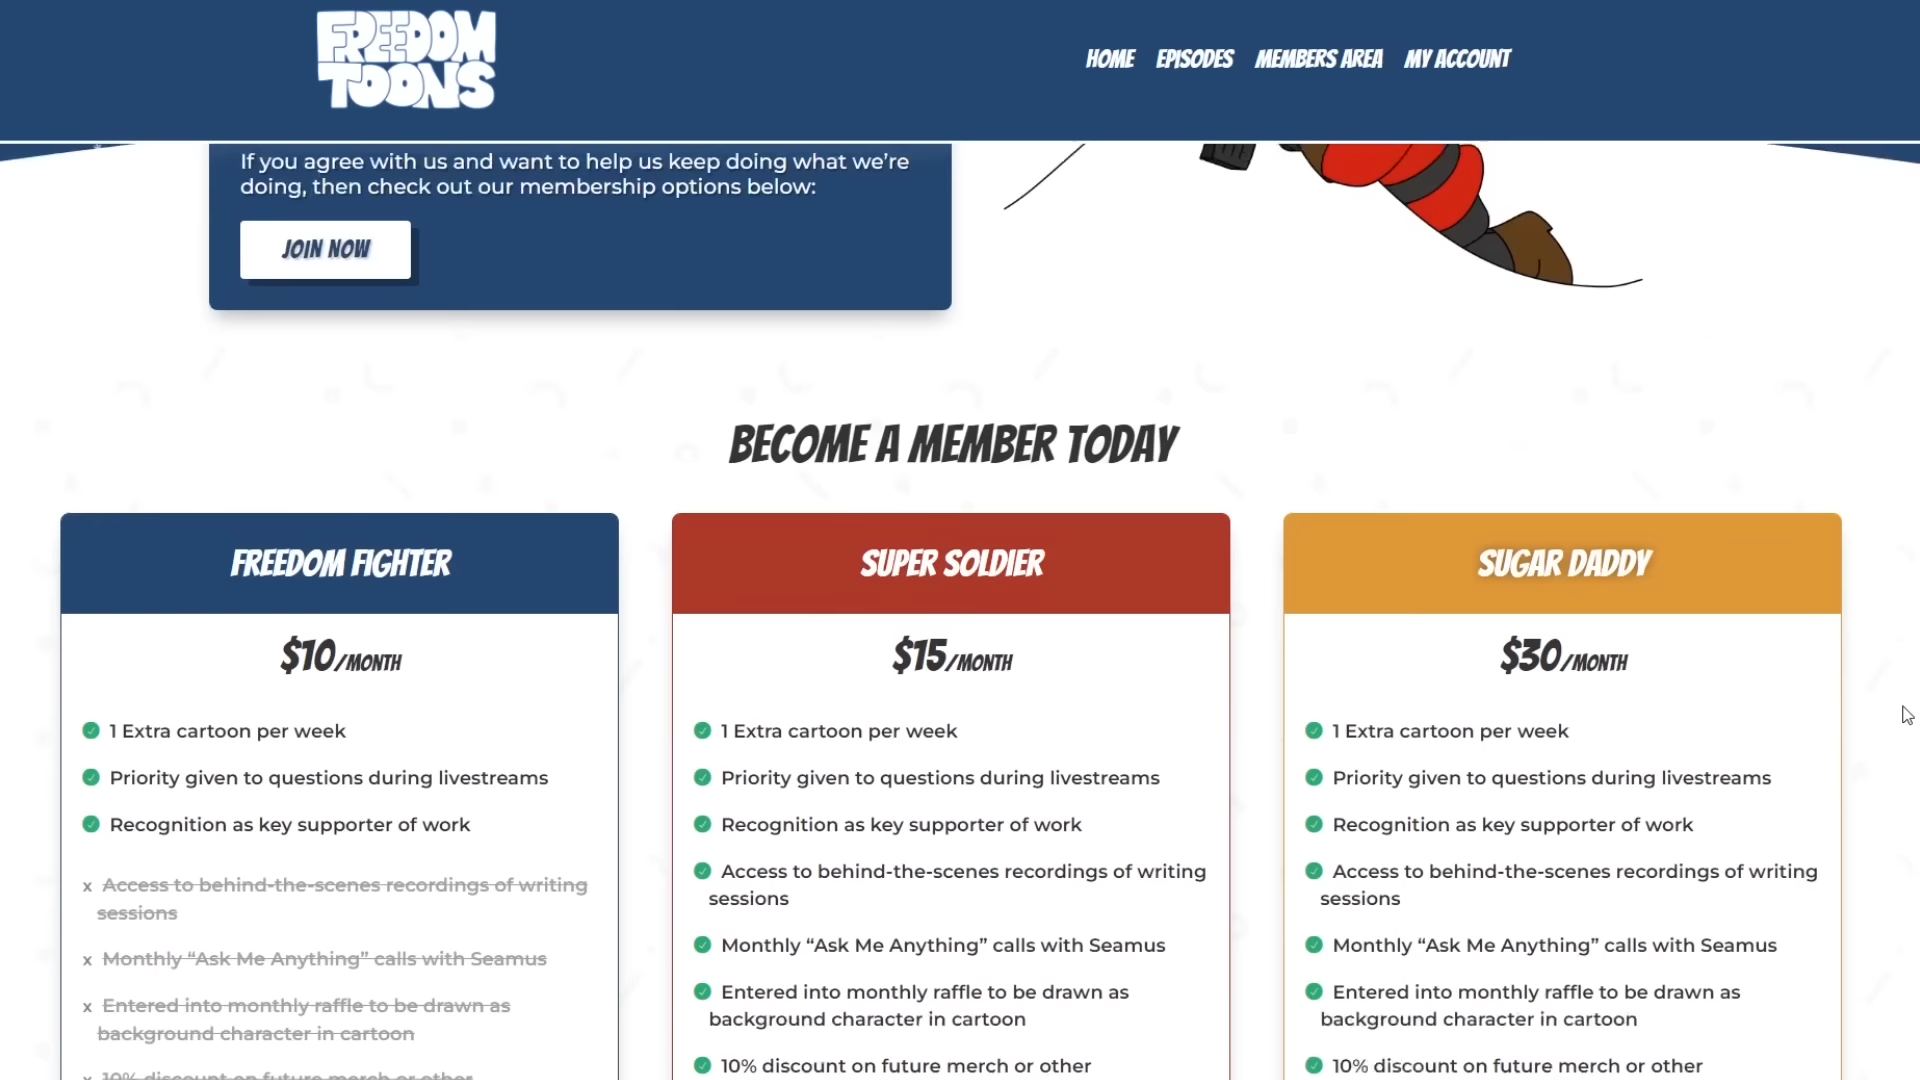 FREEDOM
TOONS
HOME EPISODES MEMBERS AREA MY ACCOUNT
If you agree with us and want to help us keep doing what we’re
doing, then check out our membership options below:
JOIN NOW
BECOME A MEMBER TODAY
FREEDOM FIGHTER
$10/MONTH
1 Extra cartoon per week
Priority given to questions during livestreams
Recognition as key supporter of work
x Access to behind-the-scenes recordings of writing
sessions
x Monthly “Ask Me Anything” calls with Seamus
x Entered into monthly raffle to be drawn as
background character in cartoon
x 10% discount on future merch or other
SUPER SOLDIER
$15/MONTH
1 Extra cartoon per week
Priority given to questions during livestreams
Recognition as key supporter of work
Access to behind-the-scenes recordings of writing
sessions
Monthly “Ask Me Anything” calls with Seamus
Entered into monthly raffle to be drawn as
background character in cartoon
10% discount on future merch or other
SUGAR DADDY
$30/MONTH
1 Extra cartoon per week
Priority given to questions during livestreams
Recognition as key supporter of work
Access to behind-the-scenes recordings of writing
sessions
Monthly “Ask Me Anything” calls with Seamus
Entered into monthly raffle to be drawn as
background character in cartoon
10% discount on future merch or other